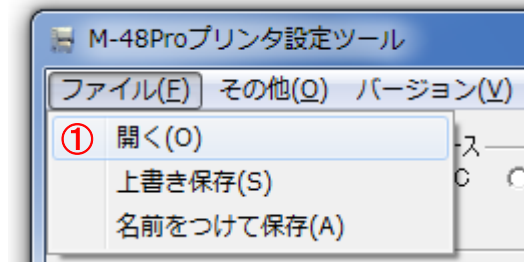 M-48Proプリンタ設定ツール
ファイル(F) その他(O) バージョン(V)
① 開く(O)
上書き保存(S)
名前をつけて保存(A)
ース
C